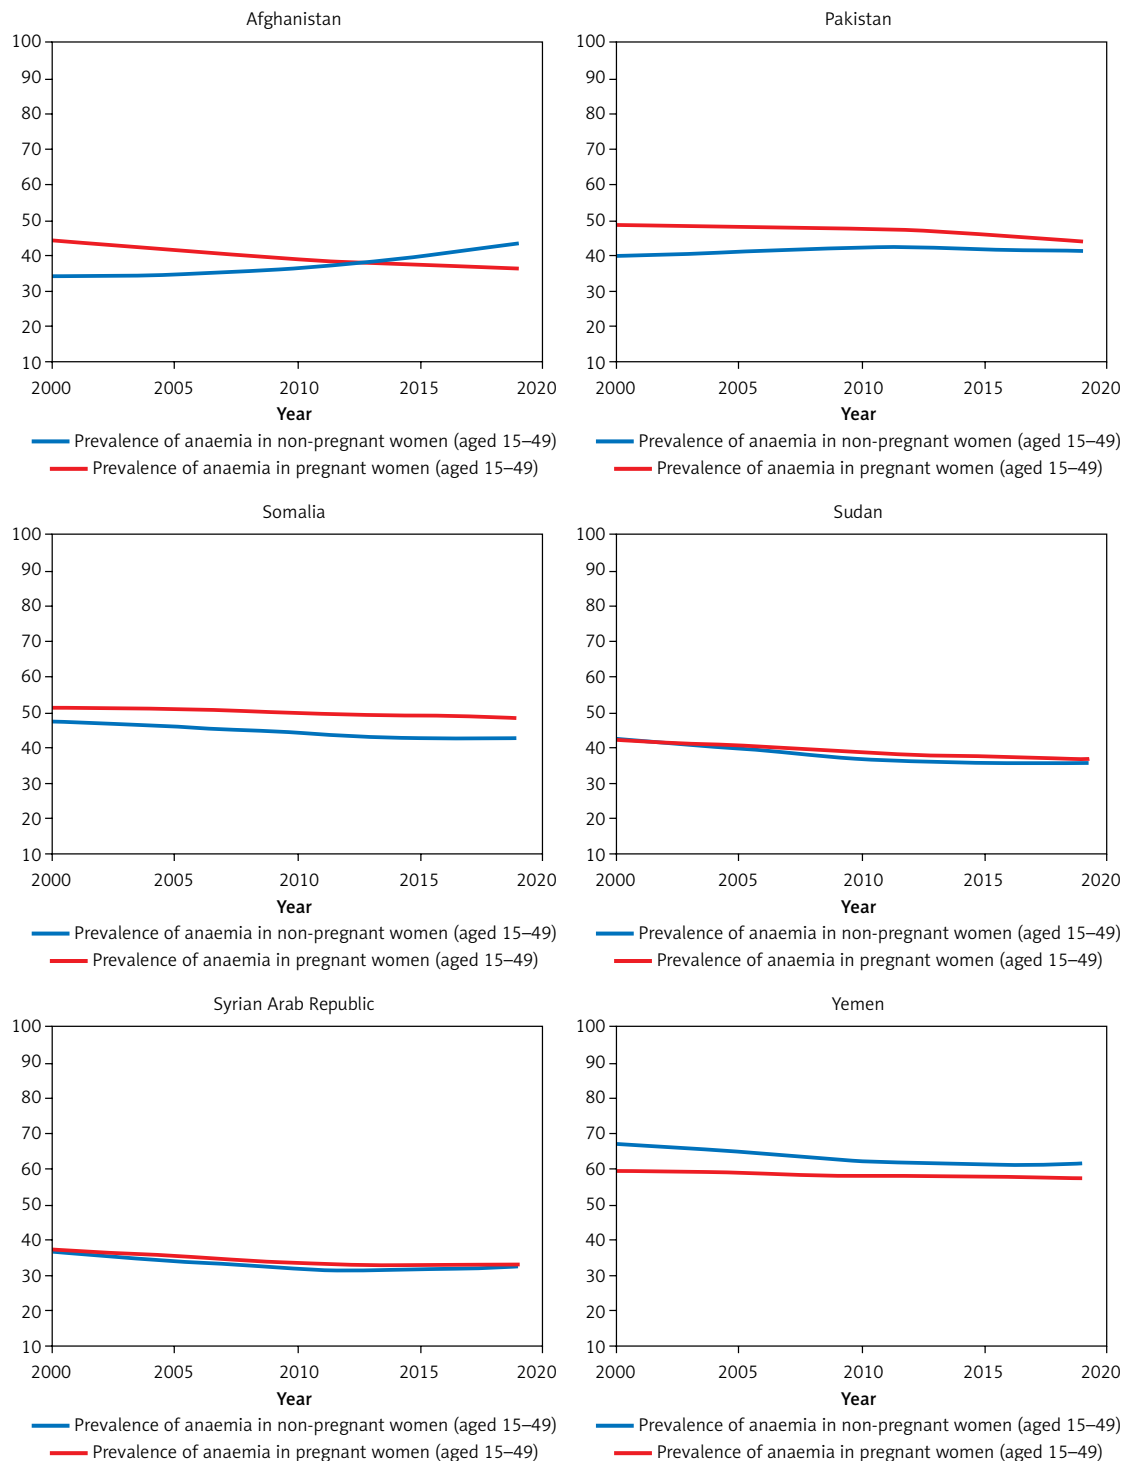 Afghanistan
100
90
80
70
60
50
40
30
20
10
2000 2005 2010 2015 2020
Year
Prevalence of anaemia in non-pregnant women (aged 15–49)
Prevalence of anaemia in pregnant women (aged 15–49)
Pakistan
100
90
80
70
60
50
40
30
20
10
2000 2005 2010 2015 2020
Year
Prevalence of anaemia in non-pregnant women (aged 15–49)
Prevalence of anaemia in pregnant women (aged 15–49)
Somalia
100
90
80
70
60
50
40
30
20
10
2000 2005 2010 2015 2020
Year
Prevalence of anaemia in non-pregnant women (aged 15–49)
Prevalence of anaemia in pregnant women (aged 15–49)
Sudan
100
90
80
70
60
50
40
30
20
10
2000 2005 2010 2015 2020
Year
Prevalence of anaemia in non-pregnant women (aged 15–49)
Prevalence of anaemia in pregnant women (aged 15–49)
Syrian Arab Republic
100
90
80
70
60
50
40
30
20
10
2000 2005 2010 2015 2020
Year
Prevalence of anaemia in non-pregnant women (aged 15–49)
Prevalence of anaemia in pregnant women (aged 15–49)
Yemen
100
90
80
70
60
50
40
30
20
10
2000 2005 2010 2015 2020
Year
Prevalence of anaemia in non-pregnant women (aged 15–49)
Prevalence of anaemia in pregnant women (aged 15–49)